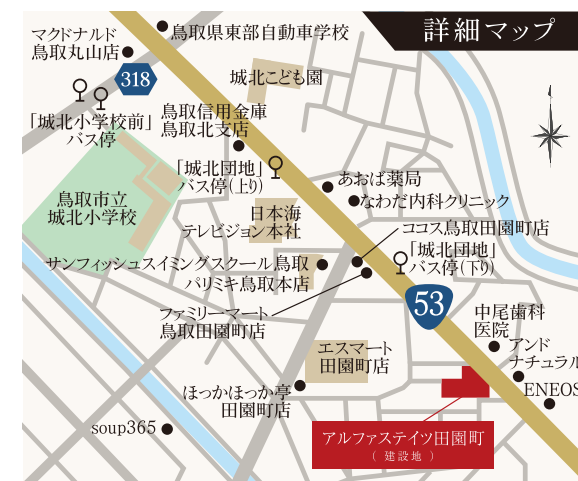 詳細マップ
マクドナルド
鳥取丸山店
鳥取県東部自動車学校
318
城北こども園
「城北小学校前」
バス停
鳥取信用金庫
鳥取北支店
「城北団地」
バス停(上り)
あおば薬局
なわだ内科クリニック
鳥取市立
城北小学校
日本海
テレビジョン本社
ココス鳥取田園町店
「城北団地」
バス停(下り)
サンフィッシュスイミングスクール鳥取
パリミキ鳥取本店
53
ファミリーマート
鳥取田園町店
中尾歯科
医院
エスマート
田園町店
アンド
ナチュラル
ほっかほっか亭
田園町店
ENEOS
soup365
アルファステイツ田園町
(建設地)